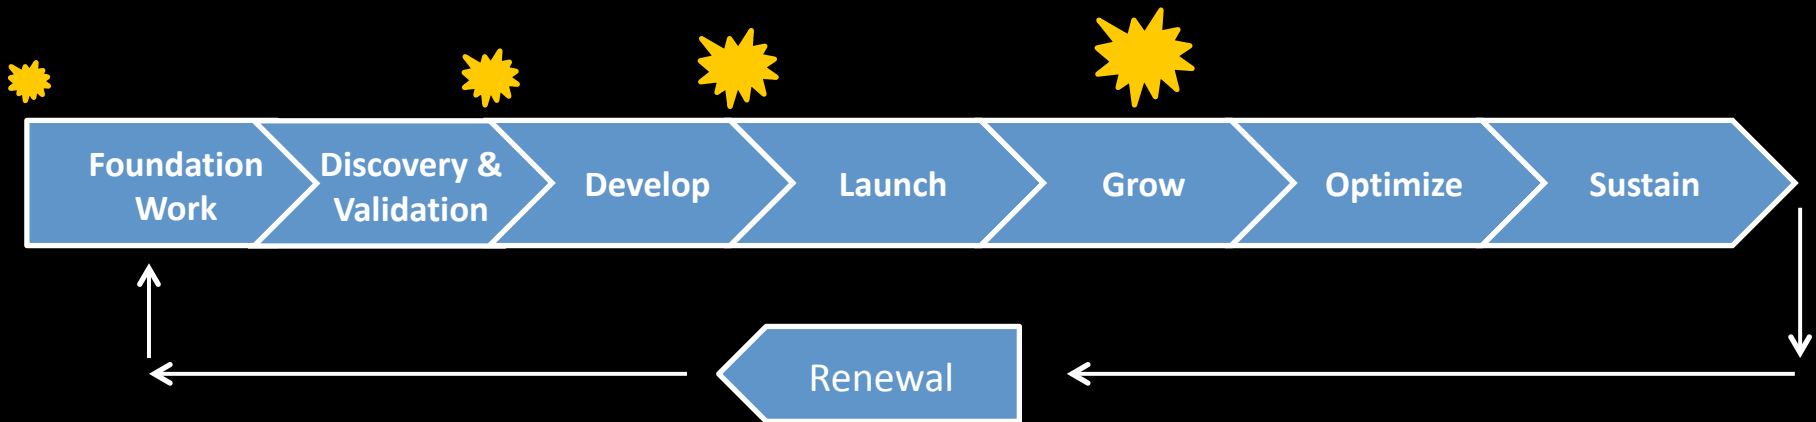 Foundation
Work
Discovery &
Validation
Develop
Launch
Grow
Optimize
Sustain
Renewal